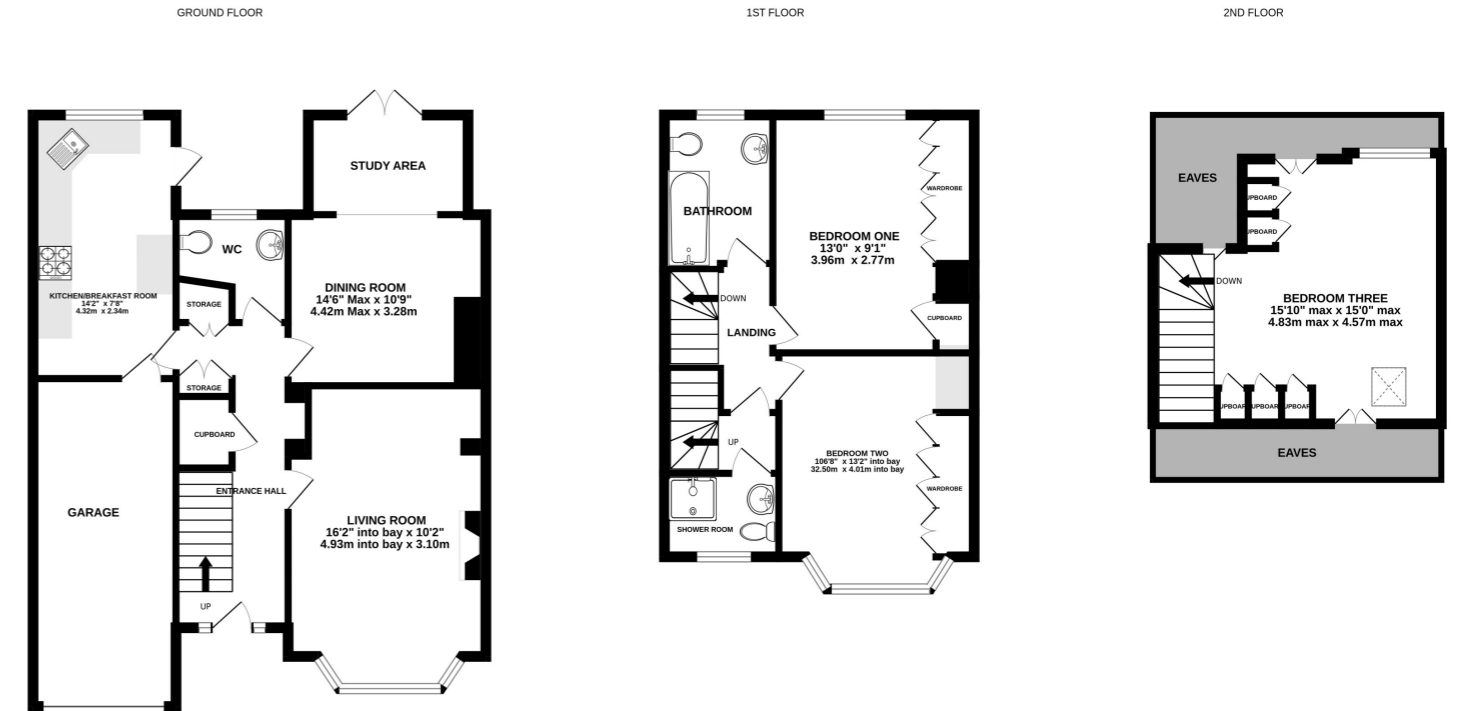 GROUND FLOOR
STUDY AREA
WC
DINING ROOM
14'6" Max x 10'9"
4.42m Max x 3.28m
KITCHEN/BREAKFAST ROOM
14'2" x 7'8"
4.32m x 2.34m
STORAGE
STORAGE
CUPBOARD
ENTRANCE HALL
GARAGE
LIVING ROOM
16'2" into bay x 10'2"
4.93m into bay x 3.10m
UP
1ST FLOOR
BATHROOM
WARDROBE
BEDROOM ONE
13'0" x 9'1"
3.96m x 2.77m
DOWN
CUPBOARD
LANDING
UP
BEDROOM TWO
106'8" x 13'2" into bay
32.50m x 4.01m into bay
WARDROBE
SHOWER ROOM
2ND FLOOR
EAVES
UPBOARD
UPBOARD
DOWN
BEDROOM THREE
15'10" max x 15'0" max
4.83m max x 4.57m max
UPBOAR
UPBOAR
UPBOAR
EAVES